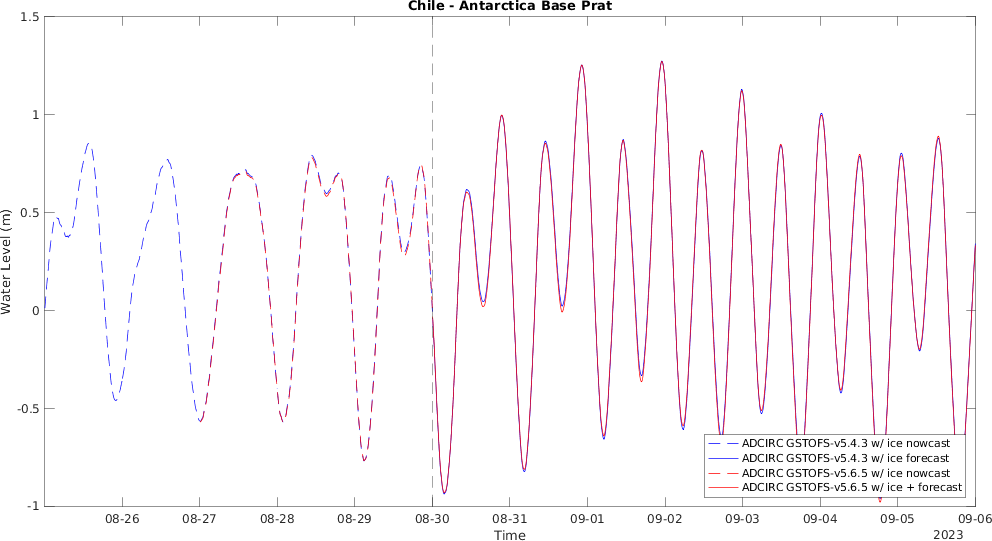 Chile - Antarctica Base Prat
1.5
1
0.5
0
-0.5
-1
Water Level (m)
ADCIRC GSTOFS-v5.4.3 w/ ice nowcast
ADCIRC GSTOFS-v5.4.3 w/ ice forecast
ADCIRC GSTOFS-v5.6.5 w/ ice nowcast
ADCIRC GSTOFS-v5.6.5 w/ ice + forecast
08-26 08-27 08-28 08-29 08-30 08-31 09-01 09-02 09-03 09-04 09-05 09-06
Time
2023